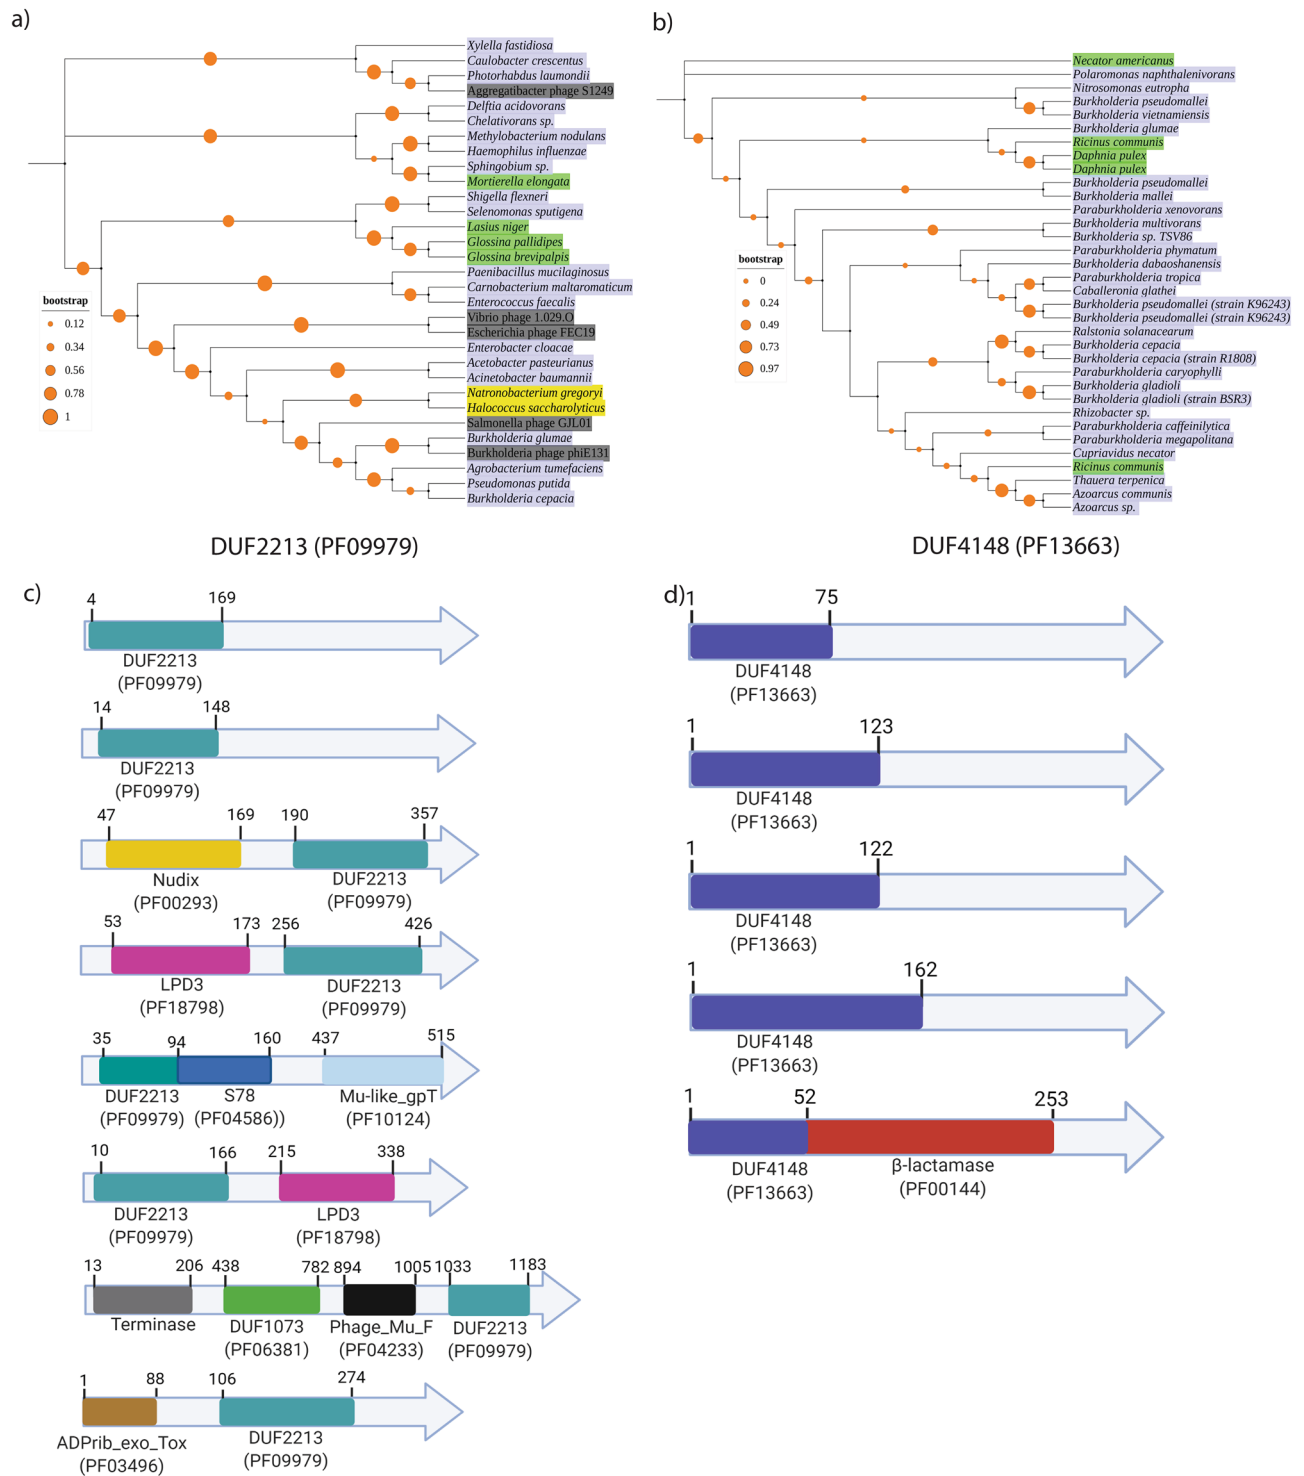 a)
Xylella fastidiosa
Caulobacter crescentus
Photorhabdus laumondii
Aggregatibacter phage S1249
Delftia acidovorans
Chelativorans sp.
Methylobacterium nodulans
Haemophilus influenzae
Sphingobium sp.
Mortierella elongata
Shigella flexneri
Selenomonas sputigena
Lasius niger
Glossina pallidipes
Glossina brevipalpis
Paenibacillus mucilaginosus
Carnobacterium maltaromaticum
Enterococcus faecalis
Vibrio phage 1.029.O
Escherichia phage FEC19
Enterobacter cloacae
Acetobacter pasteurianus
Acinetobacter baumannii
Natronobacterium gregoryi
Halococcus saccharolyticus
Salmonella phage GJL01
Burkholderia glumae
Burkholderia phage phiE131
Agrobacterium tumefaciens
Pseudomonas putida
Burkholderia cepacia
bootstrap
0.12
0.34
0.56
0.78
1
DUF2213 (PF09979)
b)
Necator americanus
Polaromonas naphthalenivorans
Nitrosomonas eutropha
Burkholderia pseudomallei
Burkholderia vietnamiensis
Burkholderia glumae
Ricinus communis
Daphnia pulex
Daphnia pulex
Burkholderia pseudomallei
Burkholderia mallei
Paraburkholderia xenovorans
Burkholderia multivorans
Burkholderia sp. TSV86
Paraburkholderia phymatum
Burkholderia dabaoshanensis
Paraburkholderia tropica
Caballeronia glathei
Burkholderia pseudomallei (strain K96243)
Burkholderia pseudomallei (strain K96243)
Ralstonia solanacearum
Burkholderia cepacia
Burkholderia cepacia (strain R1808)
Paraburkholderia caryophylli
Burkholderia gladioli
Burkholderia gladioli (strain BSR3)
Rhizobacter sp.
Paraburkholderia caffeinilytica
Paraburkholderia megapolitana
Cupriavidus necator
Ricinus communis
Thauera terpenica
Azoarcus communis
Azoarcus sp.
bootstrap
0
0.24
0.49
0.73
0.97
DUF4148 (PF13663)
c)
4 169
DUF2213
(PF09979)
14 148
DUF2213
(PF09979)
47 169 190 357
Nudix DUF2213
(PF00293) (PF09979)
53 173 256 426
LPD3 DUF2213
(PF18798) (PF09979)
35 94 160 437 515
DUF2213 S78 Mu-like_gpT
(PF09979) (PF04586)) (PF10124)
10 166 215 338
DUF2213 LPD3
(PF09979) (PF18798)
13 206 438 782 894 1005 1033 1183
Terminase DUF1073 Phage_Mu_F DUF2213
(PF06381) (PF04233) (PF09979)
1 88 106 274
ADPrib_exo_Tox DUF2213
(PF03496) (PF09979)
d)
1 75
DUF4148
(PF13663)
1 123
DUF4148
(PF13663)
1 122
DUF4148
(PF13663)
1 162
DUF4148
(PF13663)
1 52 253
DUF4148 β-lactamase
(PF13663) (PF00144)